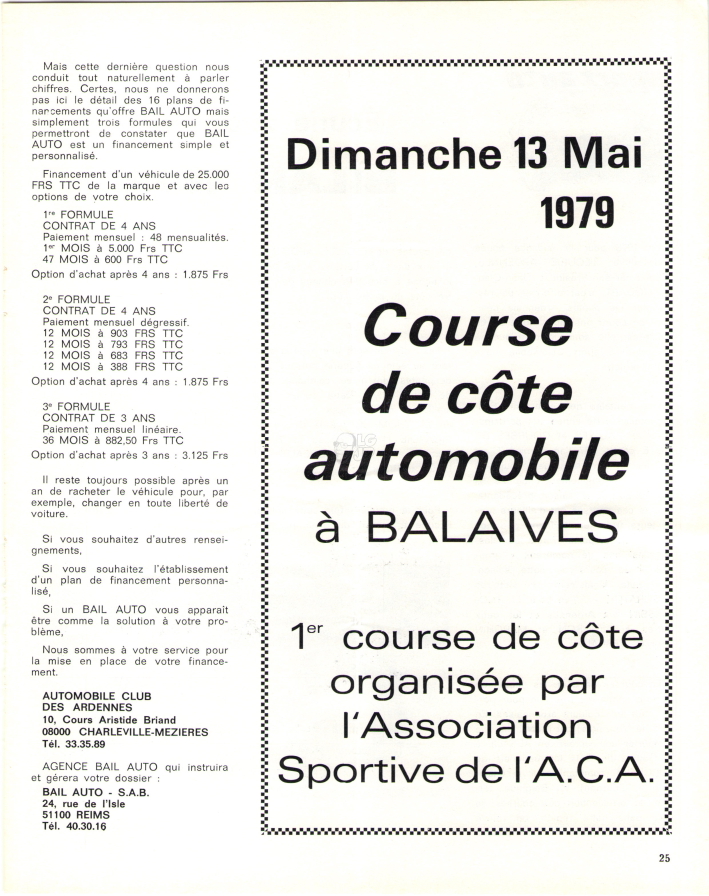 Mais cette dernière question nous
conduit tout naturellement à parler
chiffres. Certes, nous ne donnerons
pas ici le détail des 16 plans de fi-
nancements qu'offre BAIL AUTO mais
simplement trois formules qui vous
permettront de constater que BAIL
AUTO est un financement simple et
personnalisé.
Financement d'un véhicule de 25.000
FRS TTC de la marque et avec les
options de votre choix.
1re FORMULE
CONTRAT DE 4 ANS
Paiement mensuel : 48 mensualités.
1er MOIS à 5.000 Frs TTC
47 MOIS à 600 Frs TTC
Option d'achat après 4 ans : 1.875 Frs
2e FORMULE
CONTRAT DE 4 ANS
Paiement mensuel dégressif.
12 MOIS à 903 FRS TTC
12 MOIS à 793 FRS TTC
12 MOIS à 683 FRS TTC
12 MOIS à 388 FRS TTC
Option d'achat après 4 ans : 1.875 Frs
3e FORMULE
CONTRAT DE 3 ANS
Paiement mensuel linéaire.
36 MOIS à 882,50 Frs TTC
Option d'achat après 3 ans : 3.125 Frs
Il reste toujours possible après un
an de racheter le véhicule pour, par
exemple, changer en toute liberté de
voiture.
Si vous souhaitez d'autres rensei-
gnements,
Si vous souhaitez l'établissement
d'un plan de financement personna-
lisé,
Si un BAIL AUTO vous apparaît
être comme la solution à votre pro-
blème,
Nous sommes à votre service pour
la mise en place de votre finance-
ment.
AUTOMOBILE CLUB
DES ARDENNES
10, Cours Aristide Briand
08000 CHARLEVILLE-MEZIERES
Tél. 33.35.89
AGENCE BAIL AUTO qui instruira
et gérera votre dossier :
BAIL AUTO - S.A.B.
24, rue de l'Isle
51100 REIMS
Tél. 40.30.16
Dimanche 13 Mai
1979
Course
de côte
automobile
à BALAIVES
1er course de côte
organisée par
l'Association
Sportive de l'A.C.A.
25